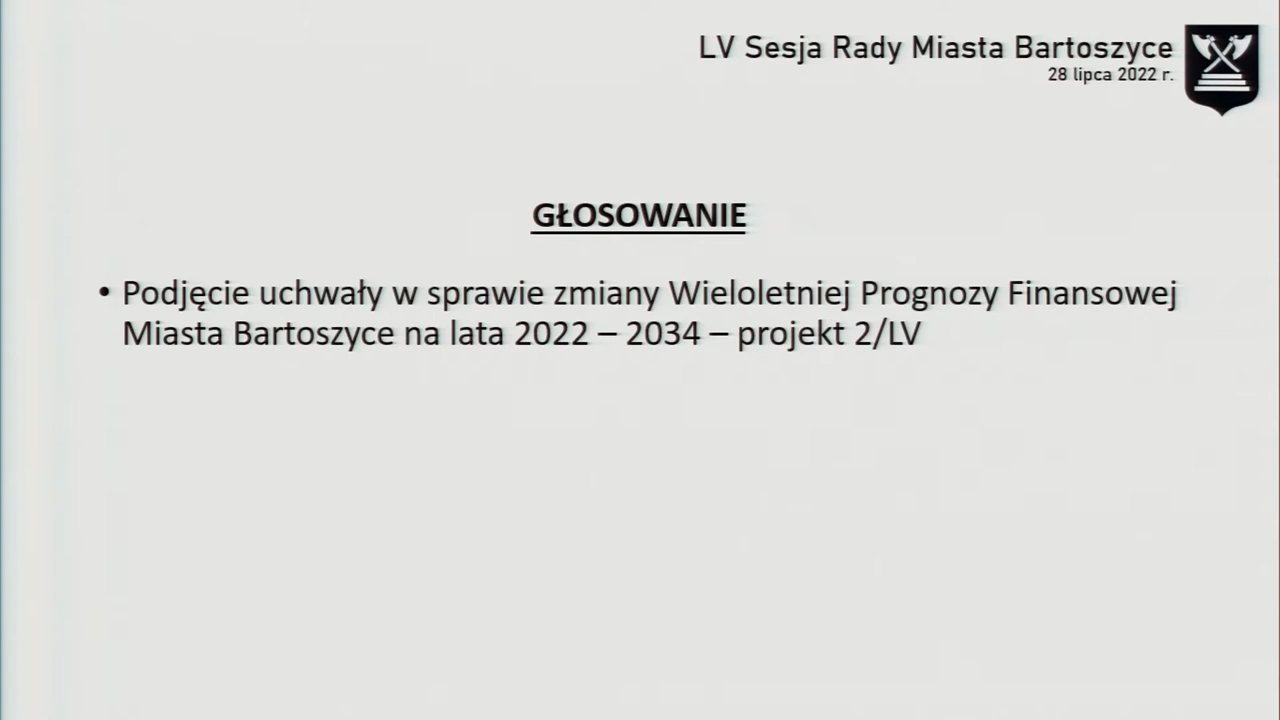 LV Sesja Rady Miasta Bartoszyce
28 lipca 2022 r.
GŁOSOWANIE
• Podjęcie uchwały w sprawie zmiany Wieloletniej Prognozy Finansowej
Miasta Bartoszyce na lata 2022 – 2034 – projekt 2/LV